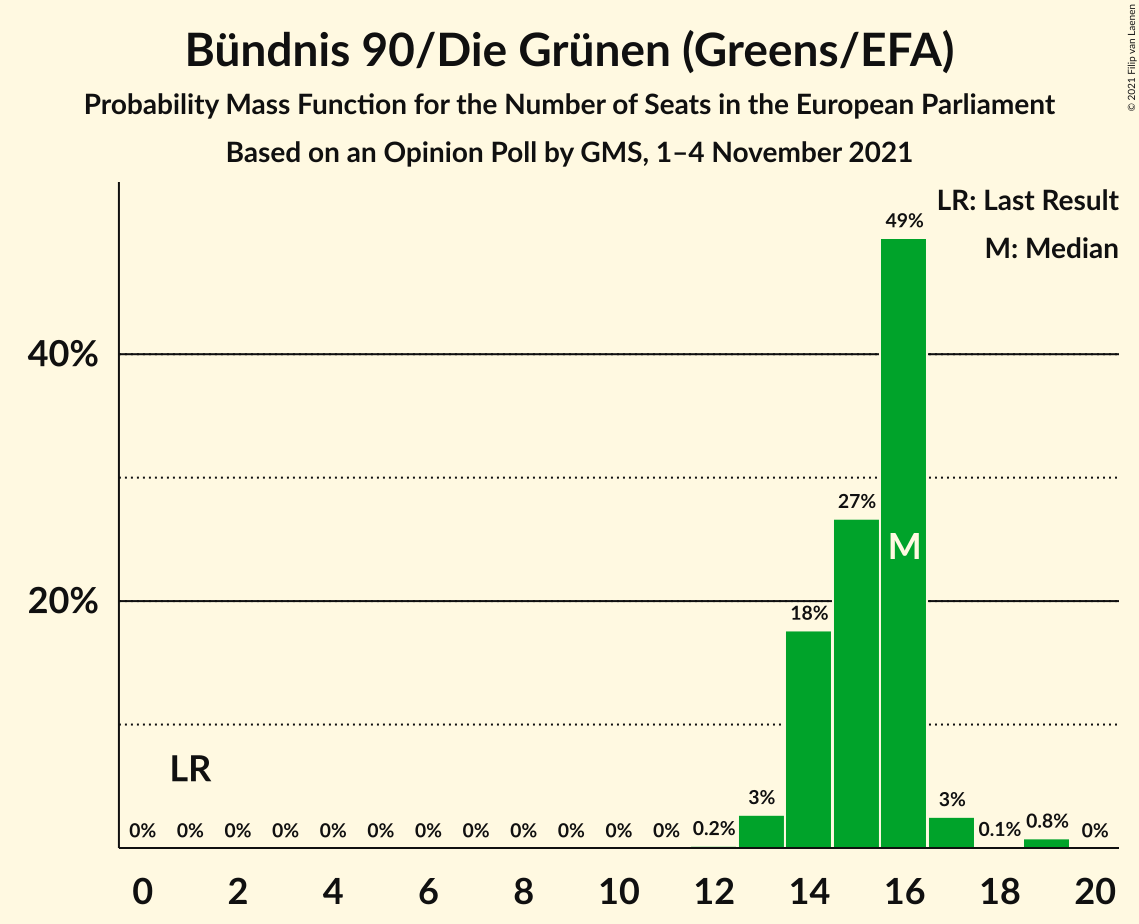 Bündnis 90/Die Grünen (Greens/EFA)
Probability Mass Function for the Number of Seats in the European Parliament
Based on an Opinion Poll by GMS, 1–4 November 2021
© 2021 Filip van Laenen
LR: Last Result
M: Median
49%
40%
27%
M
20%
18%
LR
0% 0% 0% 0% 0% 0% 0% 0% 0% 0% 0% 0% 0.2% 3% 3% 0.1% 0.8% 0%
0 2 4 6 8 10 12 14 16 18 20